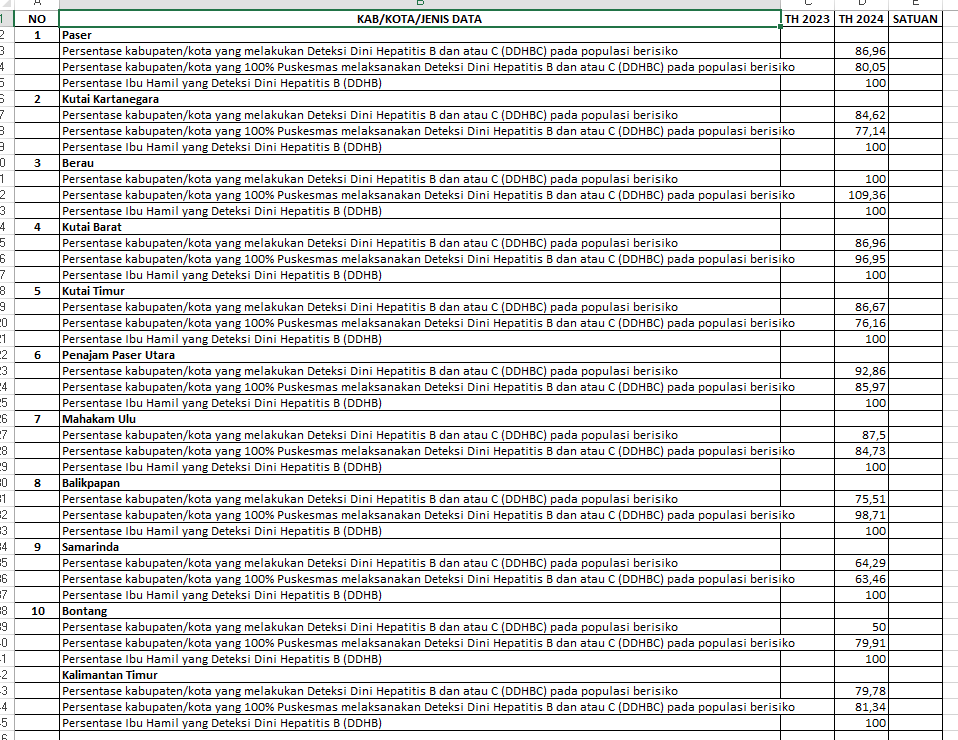 A B C D E
1 NO KAB/KOTA/JENIS DATA TH 2023 TH 2024 SATUAN
2 1 Paser
3 Persentase kabupaten/kota yang melakukan Deteksi Dini Hepatitis B dan atau C (DDHBC) pada populasi berisiko 86,96
4 Persentase kabupaten/kota yang 100% Puskesmas melaksanakan Deteksi Dini Hepatitis B dan atau C (DDHBC) pada populasi berisiko 80,05
5 Persentase Ibu Hamil yang Deteksi Dini Hepatitis B (DDHB) 100
6 2 Kutai Kartanegara
7 Persentase kabupaten/kota yang melakukan Deteksi Dini Hepatitis B dan atau C (DDHBC) pada populasi berisiko 84,62
8 Persentase kabupaten/kota yang 100% Puskesmas melaksanakan Deteksi Dini Hepatitis B dan atau C (DDHBC) pada populasi berisiko 77,14
9 Persentase Ibu Hamil yang Deteksi Dini Hepatitis B (DDHB) 100
0 3 Berau
1 Persentase kabupaten/kota yang melakukan Deteksi Dini Hepatitis B dan atau C (DDHBC) pada populasi berisiko 100
2 Persentase kabupaten/kota yang 100% Puskesmas melaksanakan Deteksi Dini Hepatitis B dan atau C (DDHBC) pada populasi berisiko 109,36
3 Persentase Ibu Hamil yang Deteksi Dini Hepatitis B (DDHB) 100
4 4 Kutai Barat
5 Persentase kabupaten/kota yang melakukan Deteksi Dini Hepatitis B dan atau C (DDHBC) pada populasi berisiko 86,96
6 Persentase kabupaten/kota yang 100% Puskesmas melaksanakan Deteksi Dini Hepatitis B dan atau C (DDHBC) pada populasi berisiko 96,95
7 Persentase Ibu Hamil yang Deteksi Dini Hepatitis B (DDHB) 100
8 5 Kutai Timur
9 Persentase kabupaten/kota yang melakukan Deteksi Dini Hepatitis B dan atau C (DDHBC) pada populasi berisiko 86,67
20 Persentase kabupaten/kota yang 100% Puskesmas melaksanakan Deteksi Dini Hepatitis B dan atau C (DDHBC) pada populasi berisiko 76,16
21 Persentase Ibu Hamil yang Deteksi Dini Hepatitis B (DDHB) 100
22 6 Penajam Paser Utara
23 Persentase kabupaten/kota yang melakukan Deteksi Dini Hepatitis B dan atau C (DDHBC) pada populasi berisiko 92,86
24 Persentase kabupaten/kota yang 100% Puskesmas melaksanakan Deteksi Dini Hepatitis B dan atau C (DDHBC) pada populasi berisiko 85,97
25 Persentase Ibu Hamil yang Deteksi Dini Hepatitis B (DDHB) 100
26 7 Mahakam Ulu
27 Persentase kabupaten/kota yang melakukan Deteksi Dini Hepatitis B dan atau C (DDHBC) pada populasi berisiko 87,5
28 Persentase kabupaten/kota yang 100% Puskesmas melaksanakan Deteksi Dini Hepatitis B dan atau C (DDHBC) pada populasi berisiko 84,73
29 Persentase Ibu Hamil yang Deteksi Dini Hepatitis B (DDHB) 100
30 8 Balikpapan
31 Persentase kabupaten/kota yang melakukan Deteksi Dini Hepatitis B dan atau C (DDHBC) pada populasi berisiko 75,51
32 Persentase kabupaten/kota yang 100% Puskesmas melaksanakan Deteksi Dini Hepatitis B dan atau C (DDHBC) pada populasi berisiko 98,71
33 Persentase Ibu Hamil yang Deteksi Dini Hepatitis B (DDHB) 100
34 9 Samarinda
35 Persentase kabupaten/kota yang melakukan Deteksi Dini Hepatitis B dan atau C (DDHBC) pada populasi berisiko 64,29
36 Persentase kabupaten/kota yang 100% Puskesmas melaksanakan Deteksi Dini Hepatitis B dan atau C (DDHBC) pada populasi berisiko 63,46
37 Persentase Ibu Hamil yang Deteksi Dini Hepatitis B (DDHB) 100
38 10 Bontang
39 Persentase kabupaten/kota yang melakukan Deteksi Dini Hepatitis B dan atau C (DDHBC) pada populasi berisiko 50
0 Persentase kabupaten/kota yang 100% Puskesmas melaksanakan Deteksi Dini Hepatitis B dan atau C (DDHBC) pada populasi berisiko 79,91
1 Persentase Ibu Hamil yang Deteksi Dini Hepatitis B (DDHB) 100
2 Kalimantan Timur
3 Persentase kabupaten/kota yang melakukan Deteksi Dini Hepatitis B dan atau C (DDHBC) pada populasi berisiko 79,78
4 Persentase kabupaten/kota yang 100% Puskesmas melaksanakan Deteksi Dini Hepatitis B dan atau C (DDHBC) pada populasi berisiko 81,34
5 Persentase Ibu Hamil yang Deteksi Dini Hepatitis B (DDHB) 100